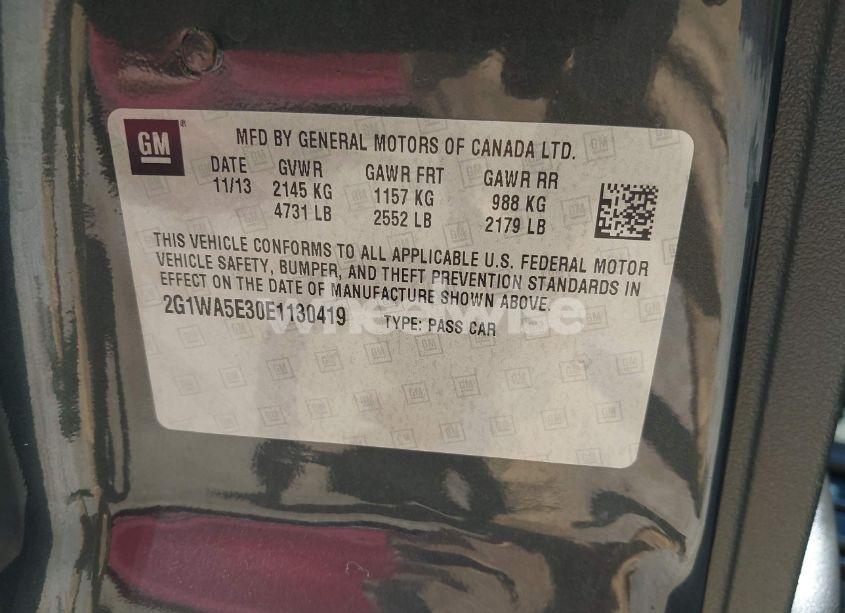 GM
MFD BY GENERAL MOTORS OF CANADA LTD.
DATE GVWR GAWR FRT GAWR RR
11/13 2145 KG 1157 KG 988 KG
4731 LB 2552 LB 2179 LB
THIS VEHICLE CONFORMS TO ALL APPLICABLE U.S. FEDERAL MOTOR
VEHICLE SAFETY, BUMPER, AND THEFT PREVENTION STANDARDS IN
EFFECT ON THE DATE OF MANUFACTURE SHOWN ABOVE.
2G1WA5E30E1130419 TYPE: PASS CAR
wheelwise